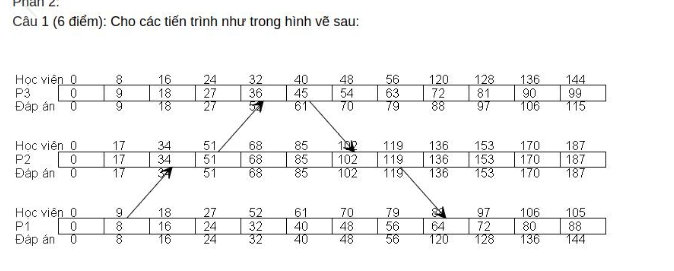 Phần 2:
Câu 1 (6 điểm): Cho các tiến trình như trong hình vẽ sau:
Học viên 0 8 16 24 32 40 48 56 120 128 136 144
P3 0 9 18 27 36 45 54 63 72 81 90 99
Đáp án 0 9 18 27 61 70 79 88 97 106 115
Học viên 0 17 34 51 68 85 102 119 136 153 170 187
P2 0 17 34 51 68 85 102 119 136 153 170 187
Đáp án 0 17 51 68 85 102 119 136 153 170 187
Học viên 0 9 18 27 52 61 70 79 97 106 105
P1 0 8 16 24 32 40 48 56 64 72 80 88
Đáp án 0 8 16 24 32 40 48 56 120 128 136 144